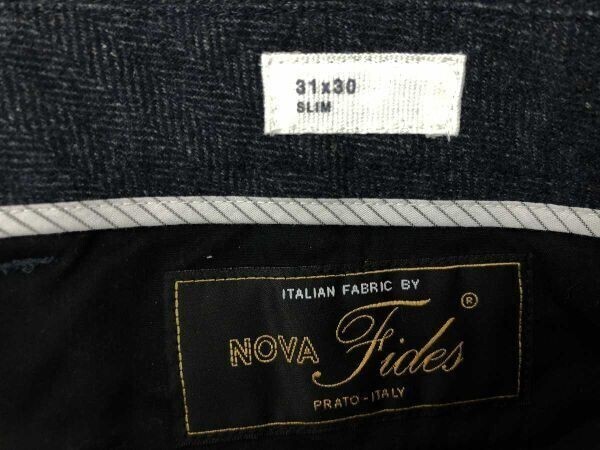 31x30
SLIM
ITALIAN FABRIC BY
NOVA Fides ®
PRATO-ITALY